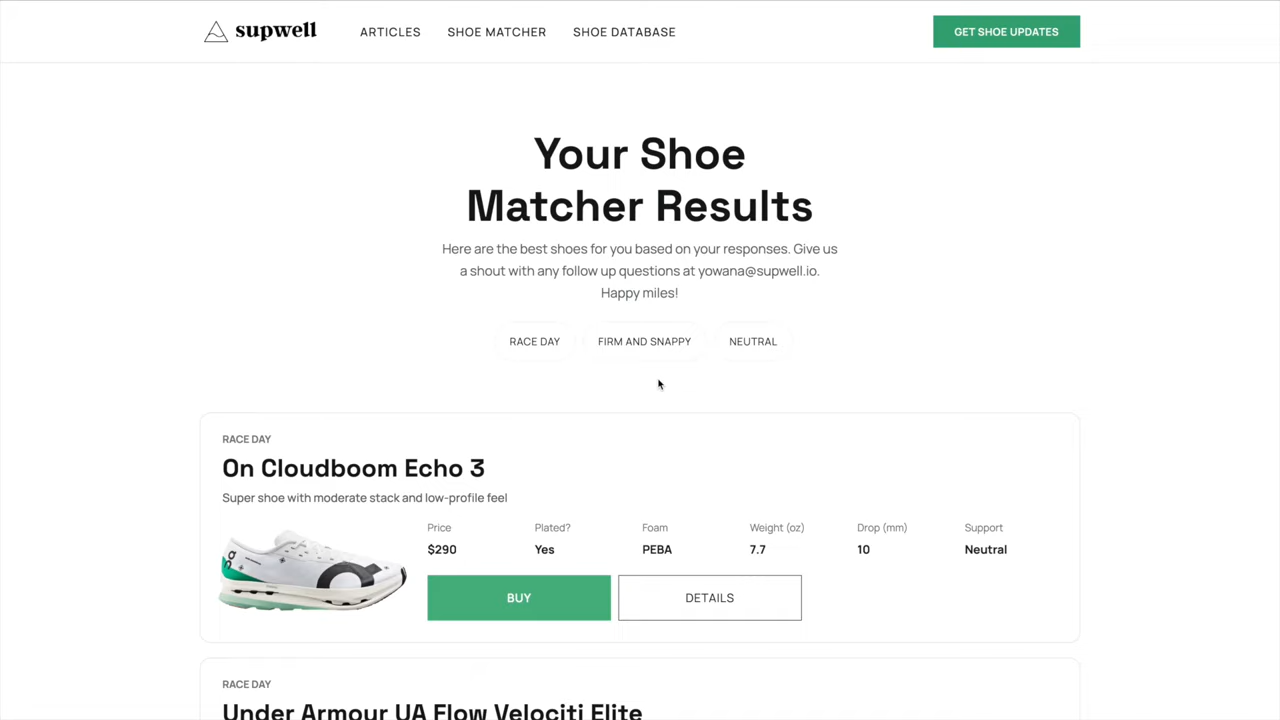 supwell
ARTICLES
SHOE MATCHER
SHOE DATABASE
GET SHOE UPDATES
Your Shoe
Matcher Results
Here are the best shoes for you based on your responses. Give us
a shout with any follow up questions at yowana@supwell.io.
Happy miles!
RACE DAY
FIRM AND SNAPPY
NEUTRAL
RACE DAY
On Cloudboom Echo 3
Super shoe with moderate stack and low-profile feel
Price
Plated?
Foam
Weight (oz)
Drop (mm)
Support
$290
Yes
PEBA
7.7
10
Neutral
BUY
DETAILS
RACE DAY
Under Armour UA Flow Velociti Elite